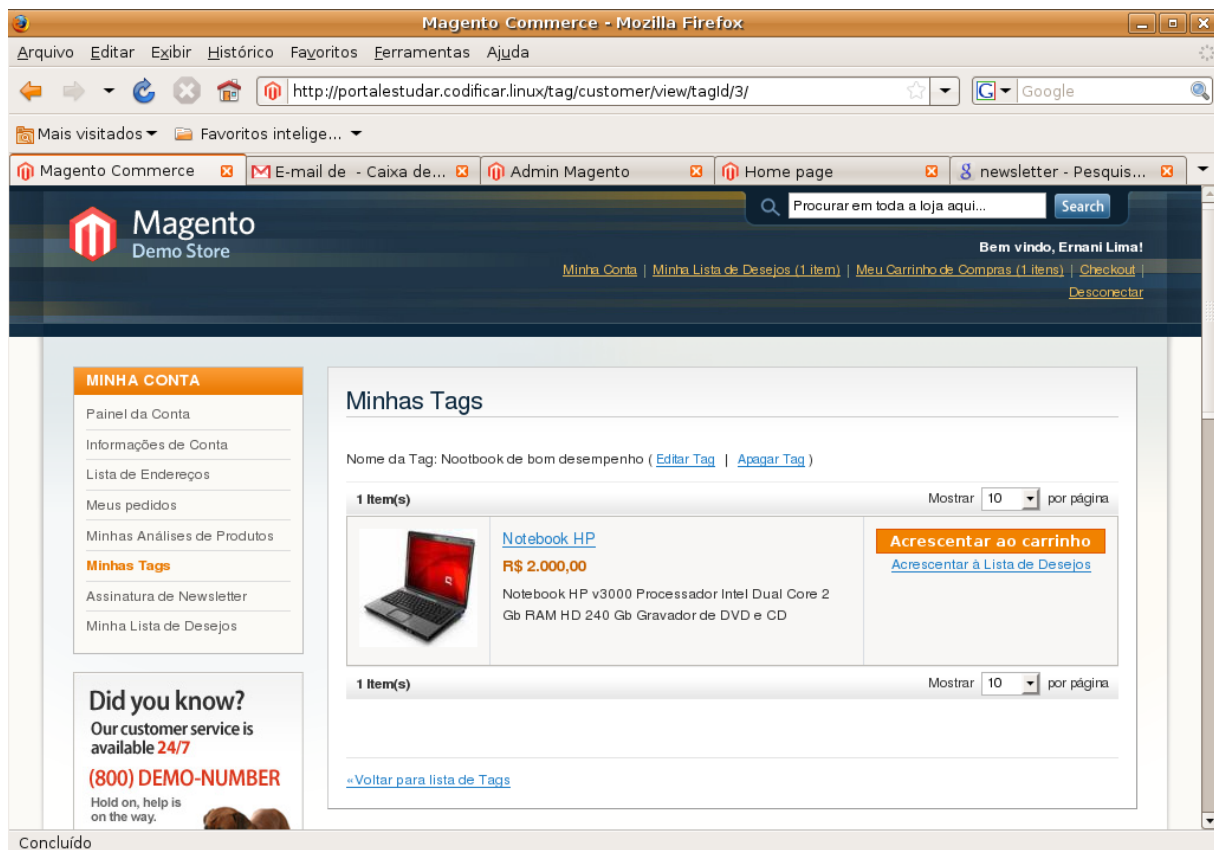 Magento Commerce - Mozilla Firefox
Arquivo Editar Exibir Histórico Favoritos Ferramentas Ajuda
http://portalestudar.codificar.linux/tag/customer/view/tagId/3/
Google
Mais visitados
Favoritos intelige...
Magento Commerce
E-mail de - Caixa de...
Admin Magento
Home page
newsletter - Pesquis...
Magento
Demo Store
Procurar em toda a loja aqui...
Search
Bem vindo, Ernani Lima!
Minha Conta | Minha Lista de Desejos (1 item) | Meu Carrinho de Compras (1 itens) | Checkout |
Desconectar
MINHA CONTA
Painel da Conta
Informações de Conta
Lista de Endereços
Meus pedidos
Minhas Análises de Produtos
Minhas Tags
Assinatura de Newsletter
Minha Lista de Desejos
Did you know?
Our customer service is
available 24/7
(800) DEMO-NUMBER
Hold on, help is
on the way.
Minhas Tags
Nome da Tag: Nootbook de bom desempenho ( Editar Tag | Apagar Tag )
1 Item(s)
Mostrar 10 por página
Notebook HP
R$ 2.000,00
Notebook HP v3000 Processador Intel Dual Core 2
Gb RAM HD 240 Gb Gravador de DVD e CD
Acrescentar ao carrinho
Acrescentar à Lista de Desejos
1 Item(s)
Mostrar 10 por página
«Voltar para lista de Tags
Concluído